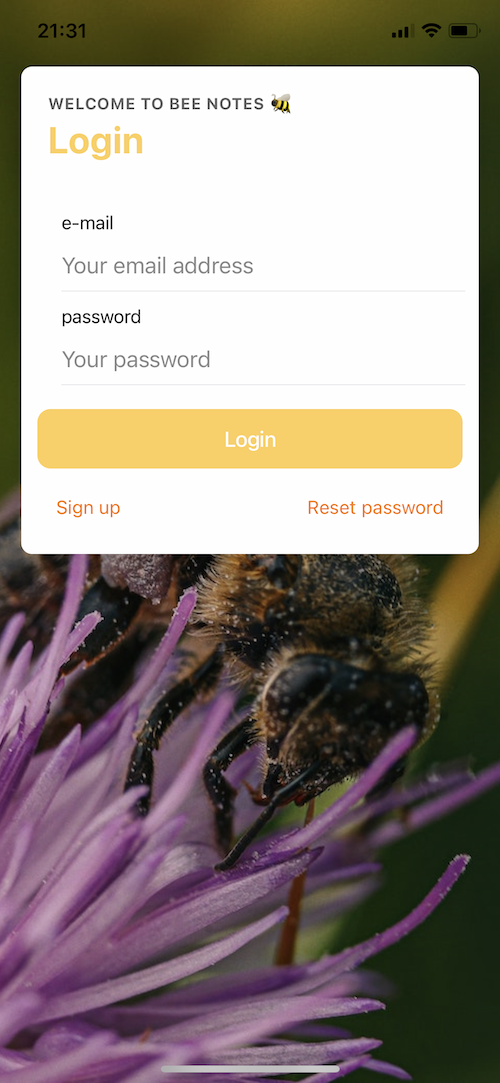 21:31
WELCOME TO BEE NOTES 🐝
Login
e-mail
Your email address
password
Your password
Login
Sign up
Reset password